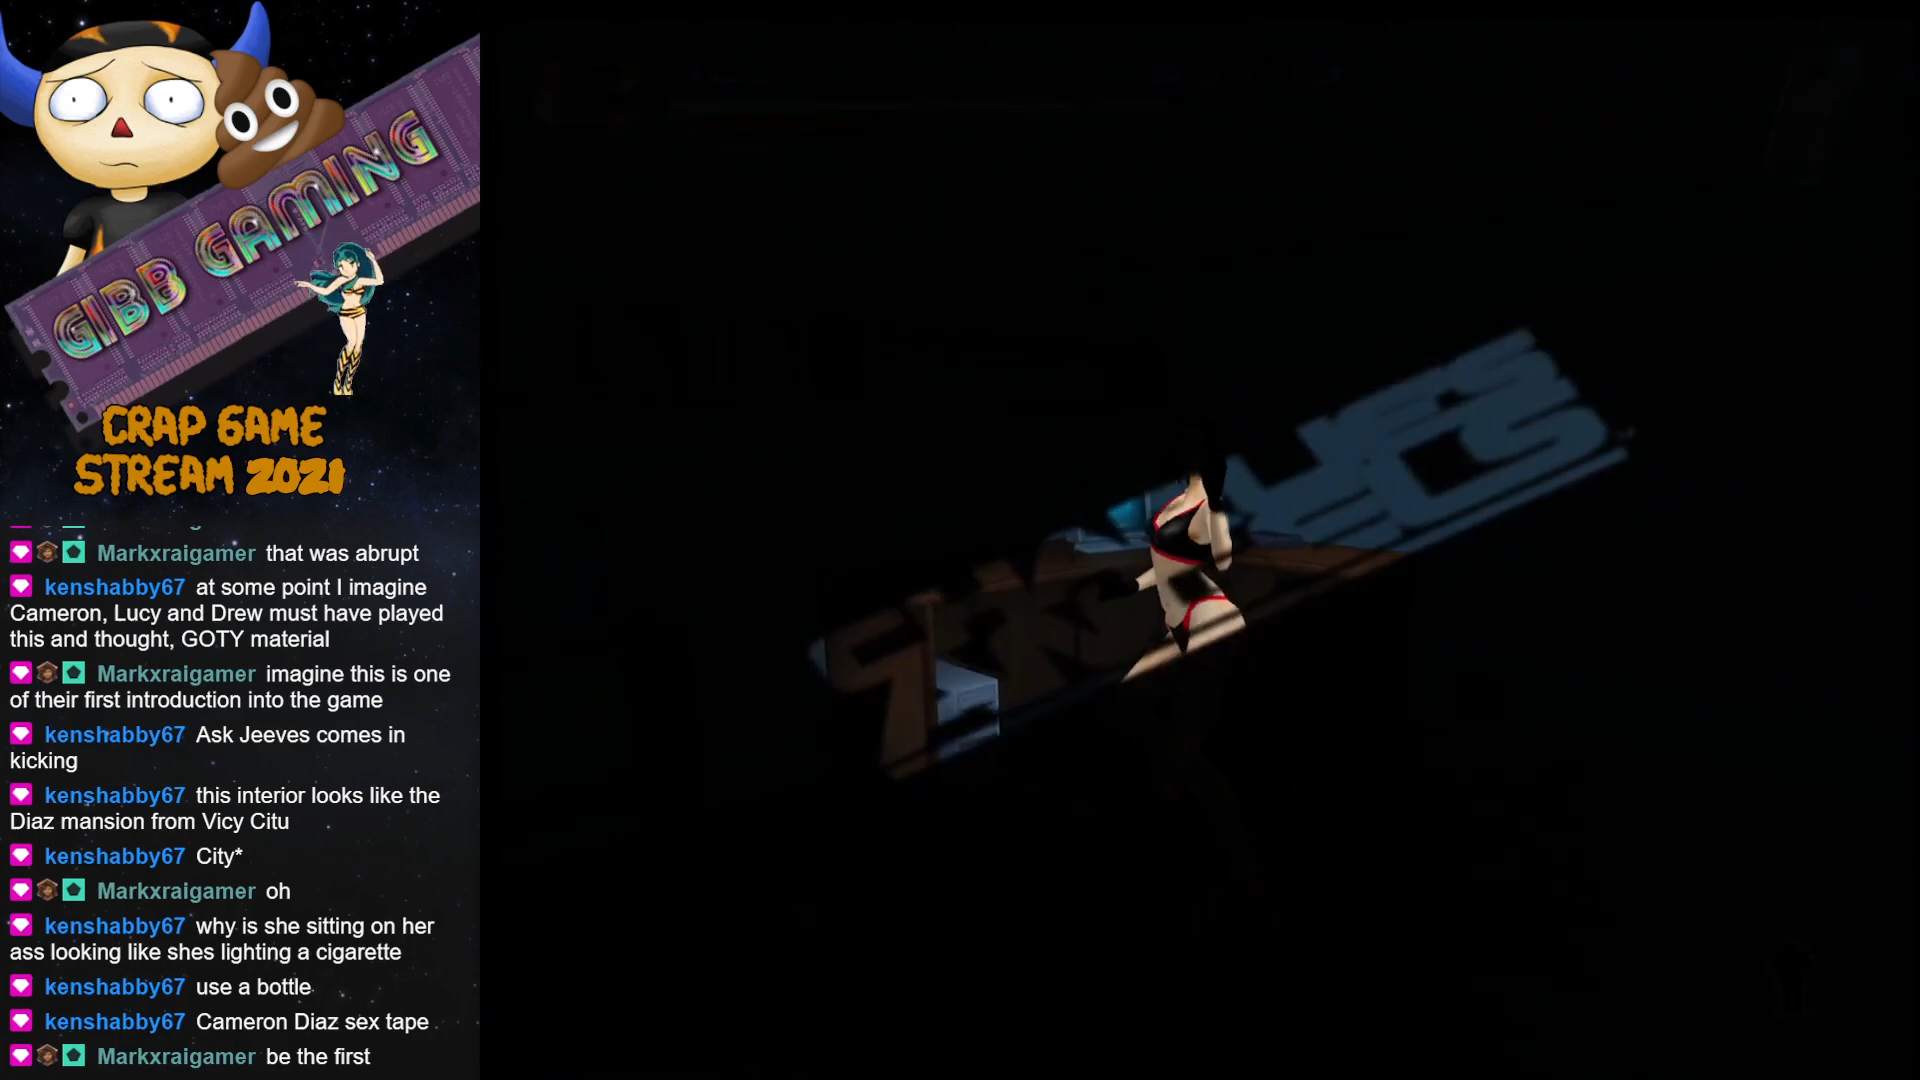 GIBB GAMING
CRAP GAME
STREAM 2021
Markxraigamer that was abrupt
kenshabby67 at some point I imagine
Cameron, Lucy and Drew must have played
this and thought, GOTY material
Markxraigamer imagine this is one
of their first introduction into the game
kenshabby67 Ask Jeeves comes in
kicking
kenshabby67 this interior looks like the
Diaz mansion from Vicy Citu
kenshabby67 City*
Markxraigamer oh
kenshabby67 why is she sitting on her
ass looking like shes lighting a cigarette
kenshabby67 use a bottle
kenshabby67 Cameron Diaz sex tape
Markxraigamer be the first